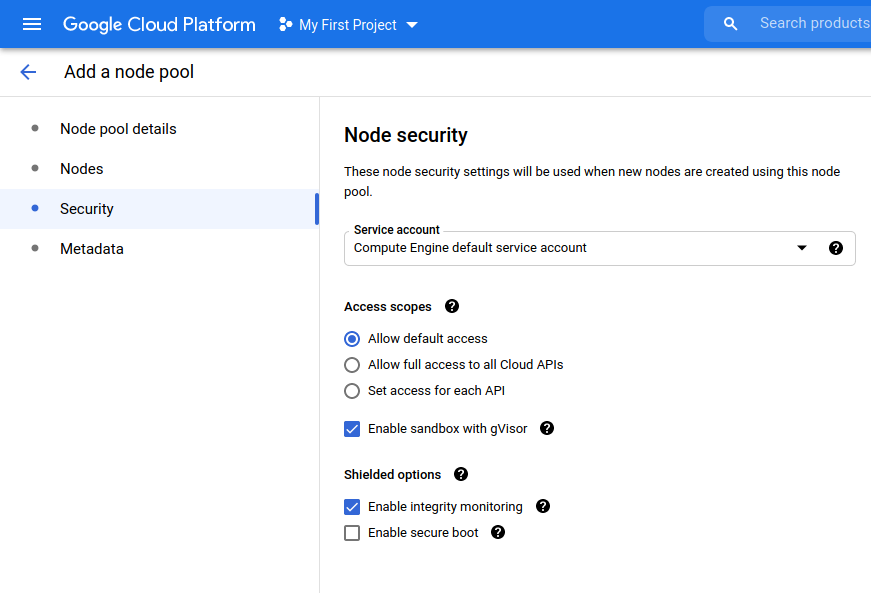 Google Cloud Platform
My First Project
Search products
Add a node pool
Node pool details
Nodes
Security
Metadata
Node security
These node security settings will be used when new nodes are created using this node
pool.
Service account
Compute Engine default service account
Access scopes
Allow default access
Allow full access to all Cloud APIs
Set access for each API
Enable sandbox with gVisor
Shielded options
Enable integrity monitoring
Enable secure boot